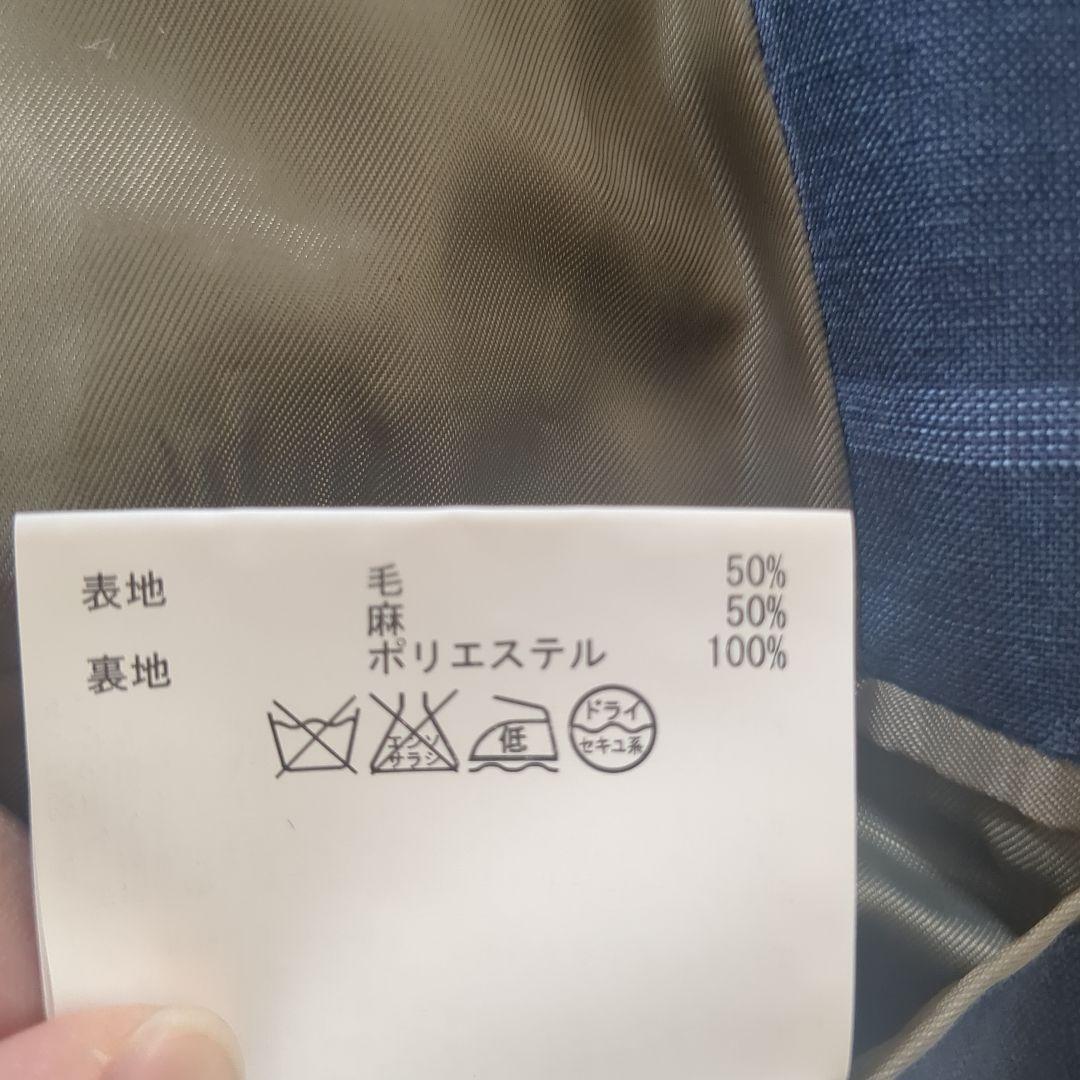 表地 毛 50%
麻 50%
裏地 ポリエステル 100%
エンソ
サラシ
低
ドライ
セキユ系